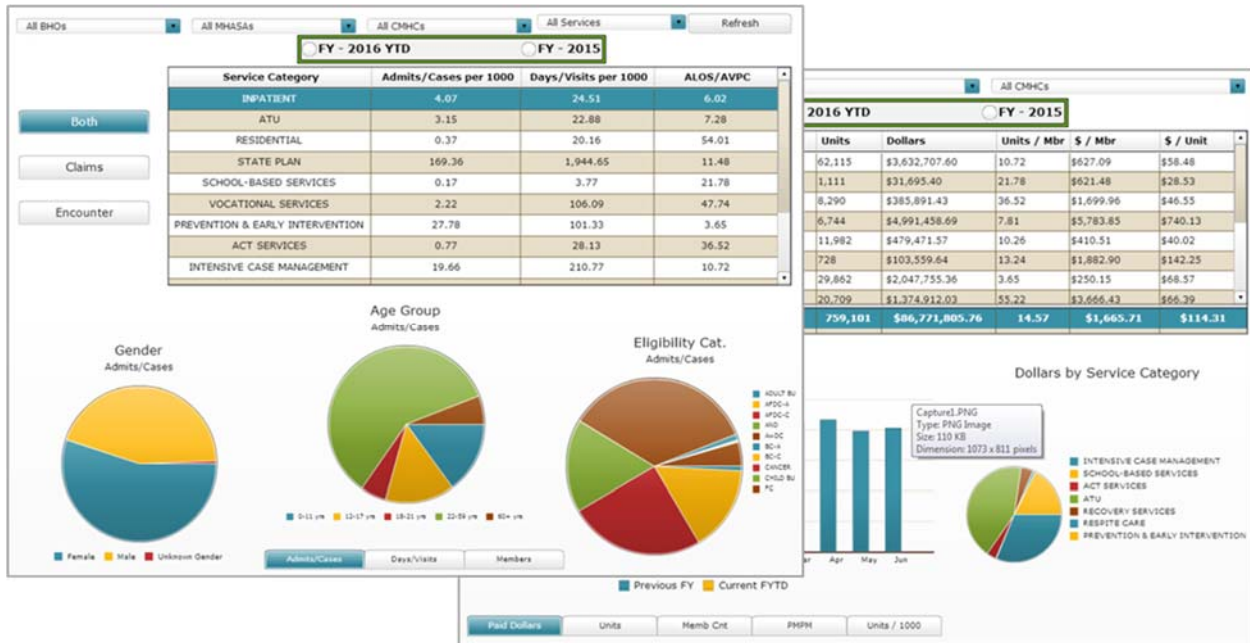 All BHOs All MHASAs All CMHCs All Services Refresh
FY - 2016 YTD FY - 2015
Service Category Admits/Cases per 1000 Days/Visits per 1000 ALOS/AVPC
INPATIENT 4.07 24.51 6.02
ATU 3.15 22.88 7.28
RESIDENTIAL 0.37 20.16 54.01
STATE PLAN 169.36 1,944.65 11.48
SCHOOL-BASED SERVICES 0.17 3.77 21.78
VOCATIONAL SERVICES 2.22 106.09 47.74
PREVENTION & EARLY INTERVENTION 27.78 101.33 3.65
ACT SERVICES 0.77 28.13 36.52
INTENSIVE CASE MANAGEMENT 19.66 210.77 10.72
Both
Claims
Encounter
Gender
Admits/Cases
Female Male Unknown Gender
Age Group
Admits/Cases
0-11 yrs 12-17 yrs 18-21 yrs 22-59 yrs 60+ yrs
Eligibility Cat.
Admits/Cases
ADULT BU
AFDC-A
AFDC-C
AND
AwDC
BC-A
BC-C
CANCER
CHILD BU
FC
Admits/Cases Days/Visits Members
All CMHCs
2016 YTD FY - 2015
Units Dollars Units / Mbr $ / Mbr $ / Unit
62,115 $3,632,707.60 10.72 $627.09 $58.48
1,111 $31,695.40 21.78 $621.48 $28.53
8,290 $385,891.43 36.52 $1,699.96 $46.55
6,744 $4,991,458.69 7.81 $5,783.85 $740.13
11,982 $479,471.57 10.26 $410.51 $40.02
728 $103,559.64 13.24 $1,882.90 $142.25
29,862 $2,047,755.36 3.65 $250.15 $68.57
20,709 $1,374,912.03 55.22 $3,666.43 $66.39
759,101 $86,771,805.76 14.57 $1,665.71 $114.31
Dollars by Service Category
Capture1.PNG
Type: PNG Image
Size: 110 KB
Dimension: 1073 x 811 pixels
INTENSIVE CASE MANAGEMENT
SCHOOL-BASED SERVICES
ACT SERVICES
ATU
RECOVERY SERVICES
RESPITE CARE
PREVENTION & EARLY INTERVENTION
Apr May Jun
Previous FY Current FYTD
Paid Dollars Units Memb Cnt PMPM Units / 1000